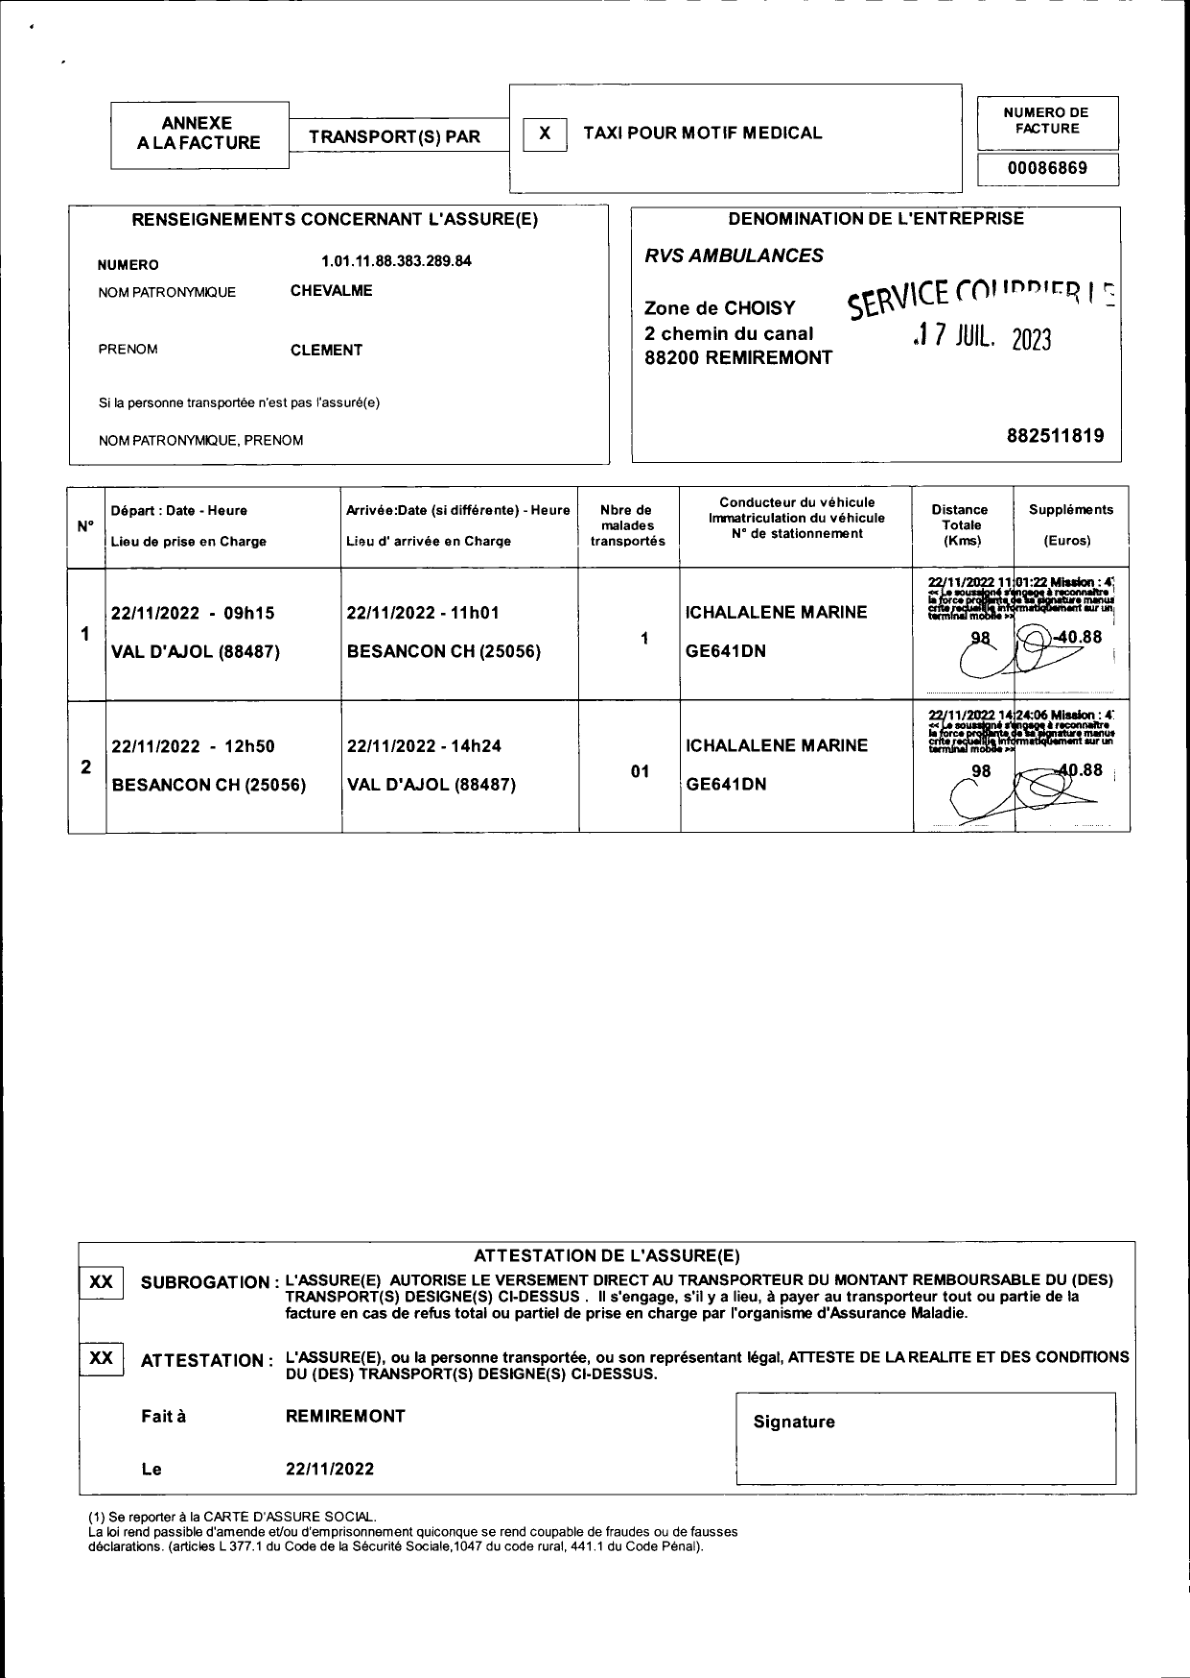 ANNEXE
A LA FACTURE
TRANSPORT(S) PAR
X
TAXI POUR MOTIF MEDICAL
NUMERO DE
FACTURE
00086869
RENSEIGNEMENTS CONCERNANT L'ASSURE(E)
NUMERO 1.01.11.88.383.289.84
NOM PATRONYMIQUE CHEVALME
PRENOM CLEMENT
Si la personne transportée n'est pas l'assuré(e)
NOM PATRONYMIQUE, PRENOM
DENOMINATION DE L'ENTREPRISE
RVS AMBULANCES
Zone de CHOISY
2 chemin du canal
88200 REMIREMONT
SERVICE COURRIER
17 JUIL. 2023
882511819
N°
Départ : Date - Heure
Lieu de prise en Charge
Arrivée:Date (si différente) - Heure
Lieu d' arrivée en Charge
Nbre de
malades
transportés
Conducteur du véhicule
Immatriculation du véhicule
N° de stationnement
Distance
Totale
(Kms)
Suppléments
(Euros)
1
22/11/2022 - 09h15
VAL D'AJOL (88487)
22/11/2022 - 11h01
BESANCON CH (25056)
1
ICHALALENE MARINE
GE641DN
22/11/2022 11:01:22 Mission : 4
<< Le soussigné s'engage à reconnaître
la force probante de sa signature manus
crite recueillie informatiquement sur un
terminal mobile >>
98 -40.88
2
22/11/2022 - 12h50
BESANCON CH (25056)
22/11/2022 - 14h24
VAL D'AJOL (88487)
01
ICHALALENE MARINE
GE641DN
22/11/2022 14:24:06 Mission : 4
<< Le soussigné s'engage à reconnaître
la force probante de sa signature manus
crite recueillie informatiquement sur un
terminal mobile >>
98 -40.88
ATTESTATION DE L'ASSURE(E)
XX SUBROGATION : L'ASSURE(E) AUTORISE LE VERSEMENT DIRECT AU TRANSPORTEUR DU MONTANT REMBOURSABLE DU (DES)
TRANSPORT(S) DESIGNE(S) CI-DESSUS . Il s'engage, s'il y a lieu, à payer au transporteur tout ou partie de la
facture en cas de refus total ou partiel de prise en charge par l'organisme d'Assurance Maladie.
XX ATTESTATION : L'ASSURE(E), ou la personne transportée, ou son représentant légal, ATTESTE DE LA REALITE ET DES CONDITIONS
DU (DES) TRANSPORT(S) DESIGNE(S) CI-DESSUS.
Fait à REMIREMONT
Signature
Le 22/11/2022
(1) Se reporter à la CARTE D'ASSURE SOCIAL.
La loi rend passible d'amende et/ou d'emprisonnement quiconque se rend coupable de fraudes ou de fausses
déclarations. (articles L 377.1 du Code de la Sécurité Sociale,1047 du code rural, 441.1 du Code Pénal).